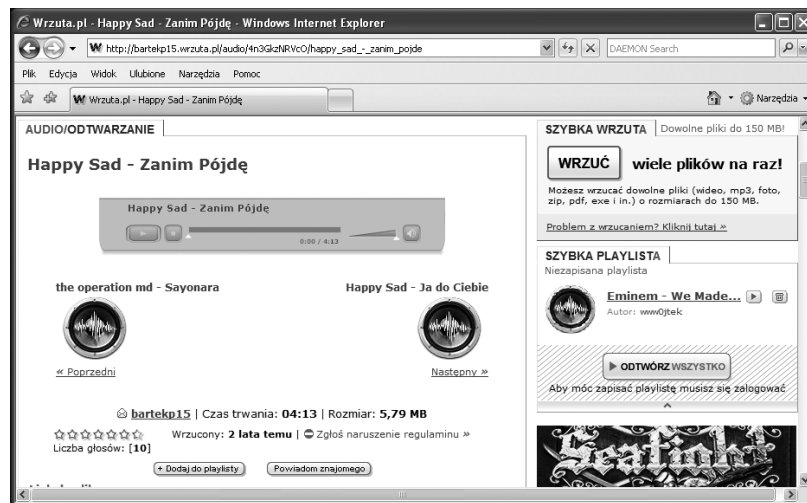 Wrzuta.pl - Happy Sad - Zanim Pójdę - Windows Internet Explorer
http://bartekp15.wrzuta.pl/audio/4n3GkzNRVcO/happy_sad_-_zanim_pojde
DAEMON Search
Plik Edycja Widok Ulubione Narzędzia Pomoc
W Wrzuta.pl - Happy Sad - Zanim Pójdę
Narzędzia
AUDIO/ODTWARZANIE
Happy Sad - Zanim Pójdę
Happy Sad - Zanim Pójdę
0:00 / 4:13
the operation md - Sayonara
Happy Sad - Ja do Ciebie
« Poprzedni
Następny »
bartekp15 | Czas trwania: 04:13 | Rozmiar: 5,79 MB
Wrzucony: 2 lata temu | Zgłoś naruszenie regulaminu »
Liczba głosów: [10]
+ Dodaj do playlisty
Powiadom znajomego
SZYBKA WRZUTA Dowolne pliki do 150 MB!
WRZUĆ wiele plików na raz!
Możesz wrzucać dowolne pliki (wideo, mp3, foto,
zip, pdf, exe i in.) o rozmiarach do 150 MB.
Problem z wrzucaniem? Kliknij tutaj »
SZYBKA PLAYLISTA
Niezapisana playlista
Eminem - We Made...
Autor: www0jtek
ODTWÓRZ WSZYSTKO
Aby móc zapisać playlistę musisz się zalogować
Seafight